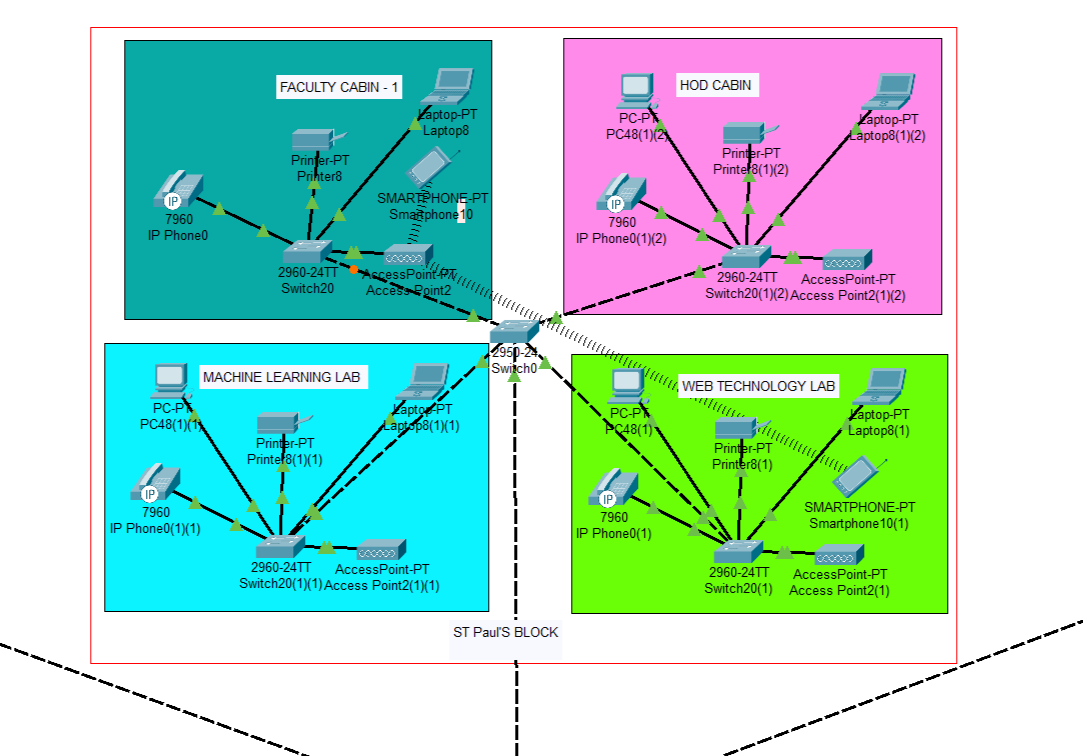 FACULTY CABIN - 1
Laptop-PT
Laptop8
Printer-PT
Printer8
SMARTPHONE-PT
Smartphone10
IP
7960
IP Phone0
2960-24TT
Switch20
AccessPoint-PT
Access Point2
HOD CABIN
PC-PT
PC48(1)(2)
Laptop-PT
Laptop8(1)(2)
Printer-PT
Printer8(1)(2)
IP
7960
IP Phone0(1)(2)
2960-24TT
Switch20(1)(2)
AccessPoint-PT
Access Point2(1)(2)
2950-24
Switch0
MACHINE LEARNING LAB
PC-PT
PC48(1)(1)
Laptop-PT
Laptop8(1)(1)
Printer-PT
Printer8(1)(1)
IP
7960
IP Phone0(1)(1)
2960-24TT
Switch20(1)(1)
AccessPoint-PT
Access Point2(1)(1)
WEB TECHNOLOGY LAB
PC-PT
PC48(1)
Laptop-PT
Laptop8(1)
Printer-PT
Printer8(1)
SMARTPHONE-PT
Smartphone10(1)
IP
7960
IP Phone0(1)
2960-24TT
Switch20(1)
AccessPoint-PT
Access Point2(1)
ST Paul'S BLOCK